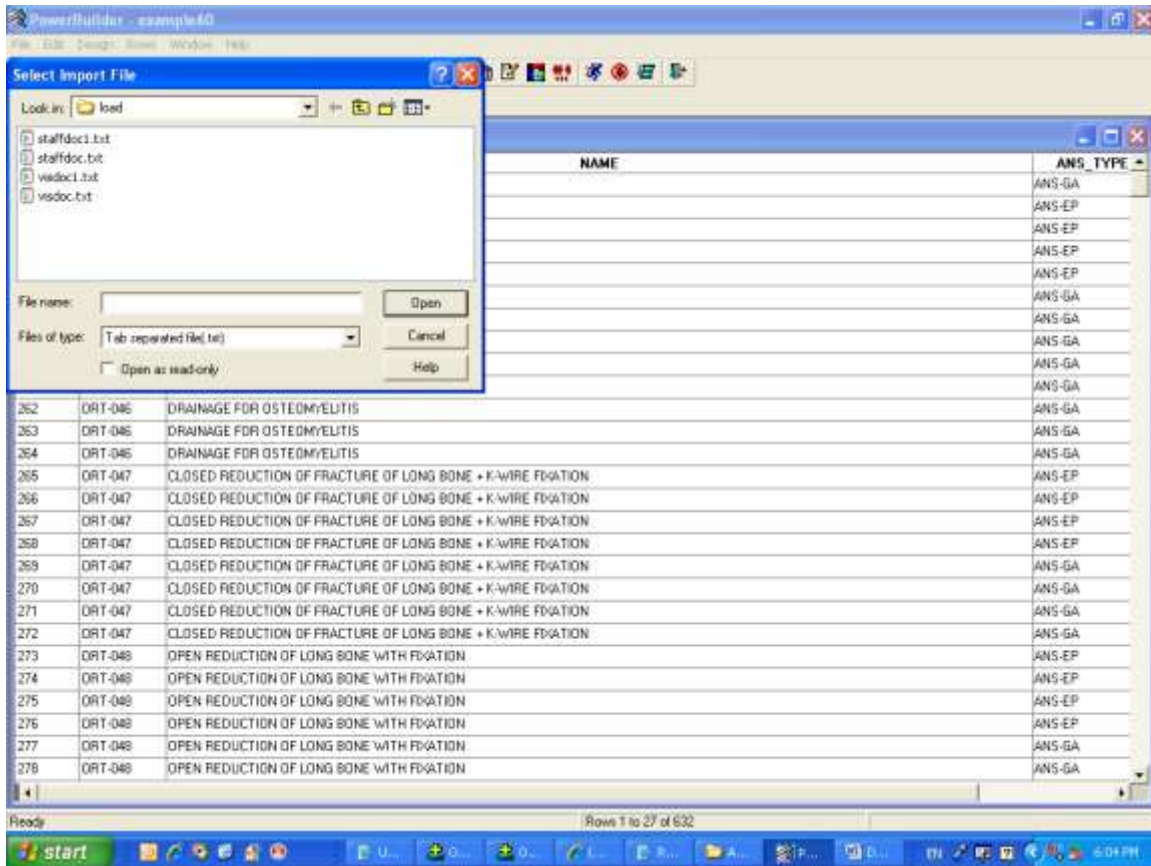 PowerBuilder - example60
File Edit Design Rows Window Help
Select Import File
Look in: load
staffdoc1.txt
staffdoc.txt
visdoc1.txt
visdoc.txt
File name: Open
Files of type: Tab separated file(.txt) Cancel
Open as read-only Help
NAME ANS_TYPE
ANS-GA
ANS-EP
ANS-EP
ANS-EP
ANS-EP
ANS-GA
ANS-GA
ANS-GA
ANS-GA
ANS-GA
262 ORT-046 DRAINAGE FOR OSTEOMYELITIS ANS-GA
263 ORT-046 DRAINAGE FOR OSTEOMYELITIS ANS-GA
264 ORT-046 DRAINAGE FOR OSTEOMYELITIS ANS-GA
265 ORT-047 CLOSED REDUCTION OF FRACTURE OF LONG BONE + K-WIRE FIXATION ANS-EP
266 ORT-047 CLOSED REDUCTION OF FRACTURE OF LONG BONE + K-WIRE FIXATION ANS-EP
267 ORT-047 CLOSED REDUCTION OF FRACTURE OF LONG BONE + K-WIRE FIXATION ANS-EP
268 ORT-047 CLOSED REDUCTION OF FRACTURE OF LONG BONE + K-WIRE FIXATION ANS-EP
269 ORT-047 CLOSED REDUCTION OF FRACTURE OF LONG BONE + K-WIRE FIXATION ANS-GA
270 ORT-047 CLOSED REDUCTION OF FRACTURE OF LONG BONE + K-WIRE FIXATION ANS-GA
271 ORT-047 CLOSED REDUCTION OF FRACTURE OF LONG BONE + K-WIRE FIXATION ANS-GA
272 ORT-047 CLOSED REDUCTION OF FRACTURE OF LONG BONE + K-WIRE FIXATION ANS-GA
273 ORT-048 OPEN REDUCTION OF LONG BONE WITH FIXATION ANS-EP
274 ORT-048 OPEN REDUCTION OF LONG BONE WITH FIXATION ANS-EP
275 ORT-048 OPEN REDUCTION OF LONG BONE WITH FIXATION ANS-EP
276 ORT-048 OPEN REDUCTION OF LONG BONE WITH FIXATION ANS-EP
277 ORT-048 OPEN REDUCTION OF LONG BONE WITH FIXATION ANS-GA
278 ORT-048 OPEN REDUCTION OF LONG BONE WITH FIXATION ANS-GA
Ready Rows 1 to 27 of 632
start EN 6:04 PM